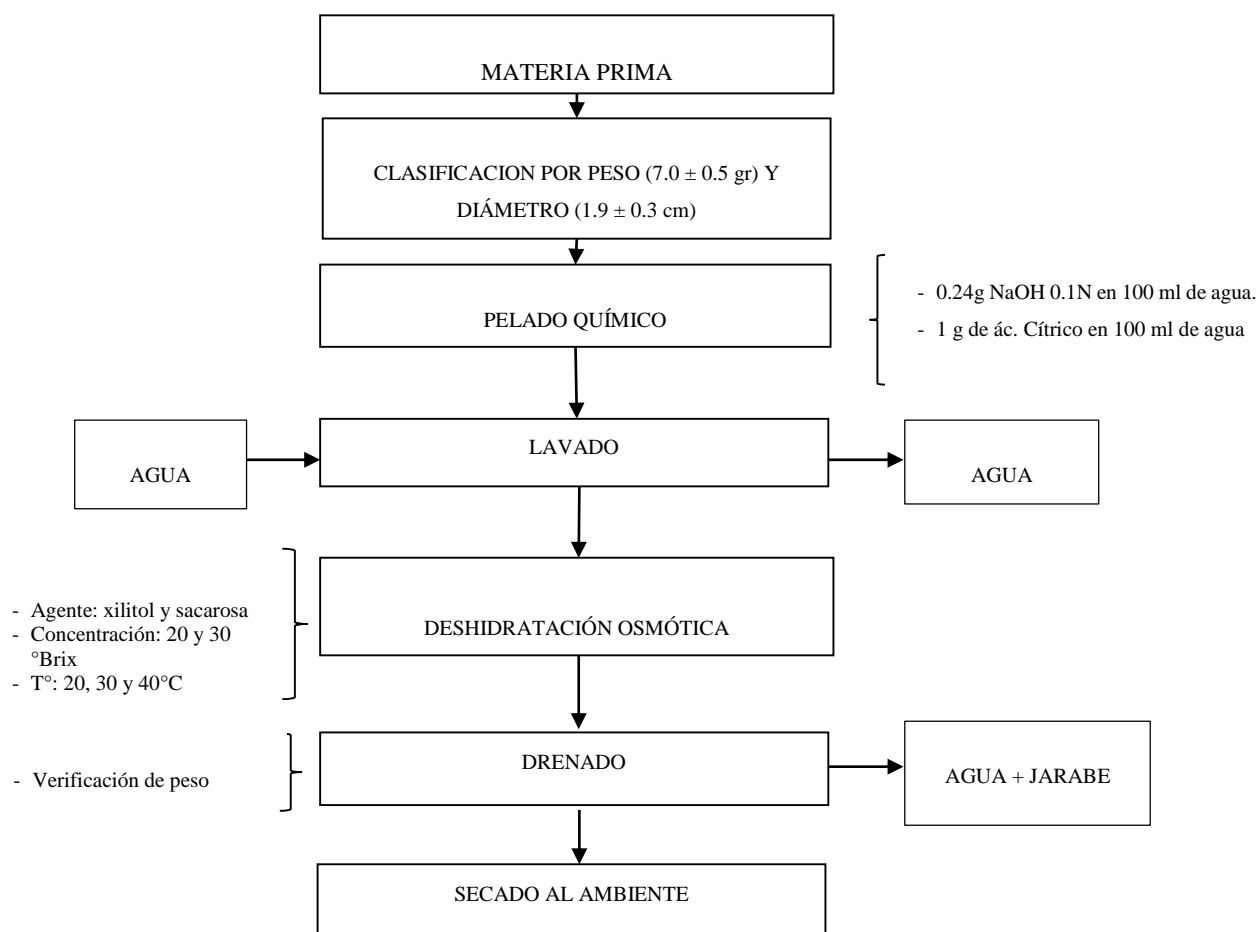 MATERIA PRIMA
CLASIFICACION POR PESO (7.0 ± 0.5 gr) Y
DIÁMETRO (1.9 ± 0.3 cm)
PELADO QUÍMICO
- 0.24g NaOH 0.1N en 100 ml de agua.
- 1 g de ác. Cítrico en 100 ml de agua
AGUA
LAVADO
AGUA
- Agente: xilitol y sacarosa
- Concentración: 20 y 30
°Brix
- T°: 20, 30 y 40°C
DESHIDRATACIÓN OSMÓTICA
- Verificación de peso
DRENADO
AGUA + JARABE
SECADO AL AMBIENTE